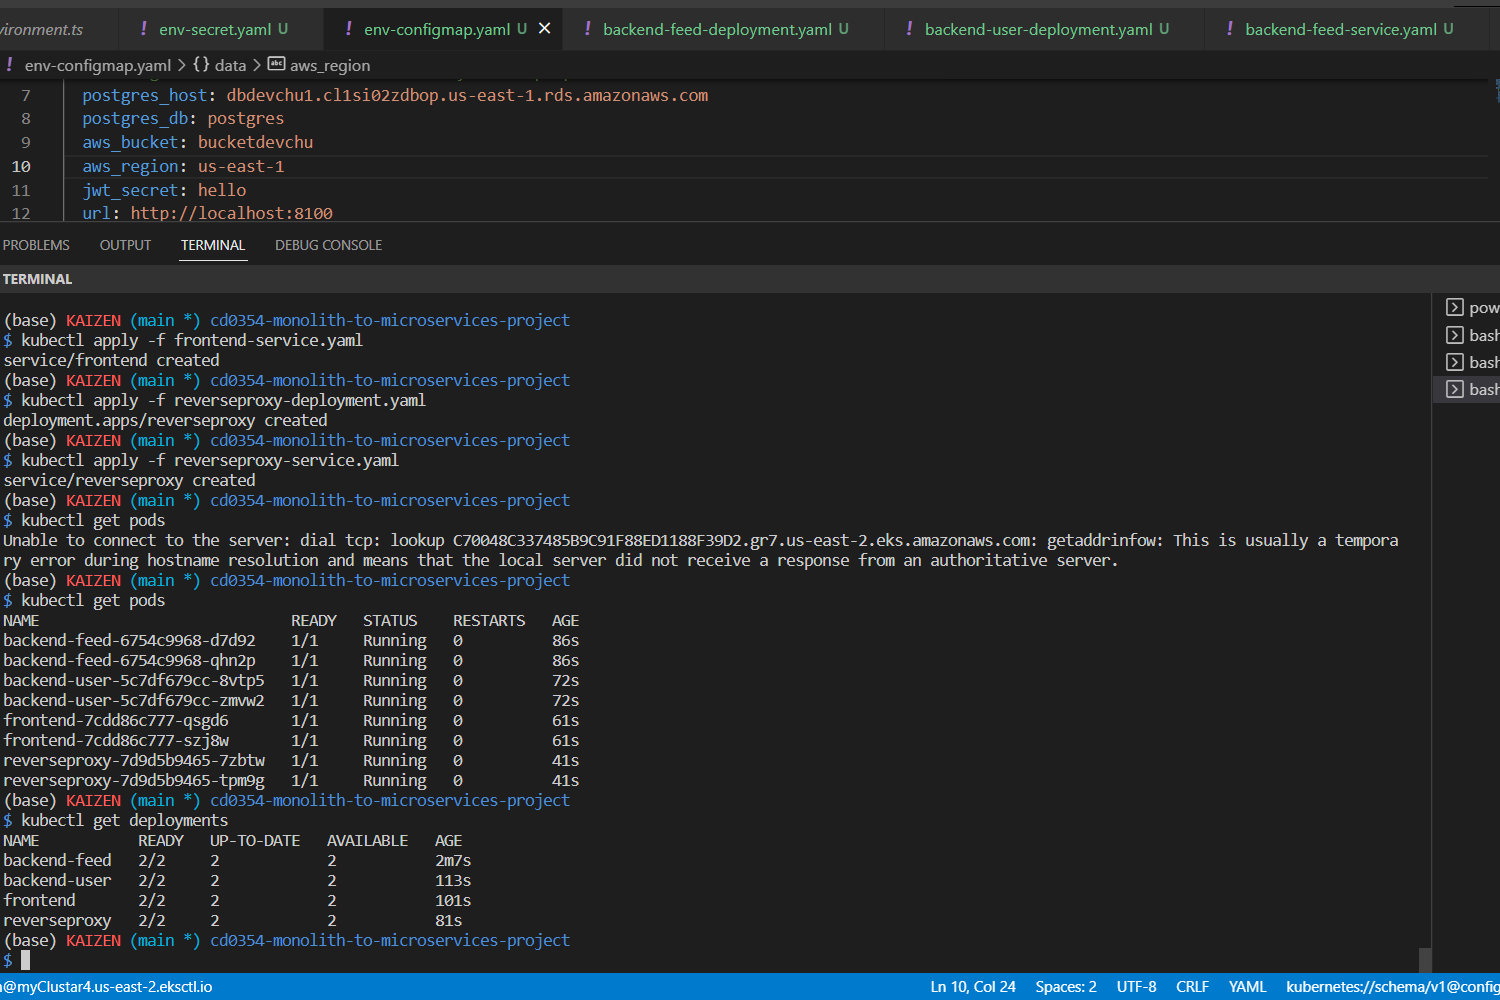 vironment.ts ! env-secret.yaml U ! env-configmap.yaml U × ! backend-feed-deployment.yaml U ! backend-user-deployment.yaml U ! backend-feed-service.yaml U
! env-configmap.yaml > {} data > abc aws_region
7 postgres_host: dbdevchu1.cl1si02zdbop.us-east-1.rds.amazonaws.com
8 postgres_db: postgres
9 aws_bucket: bucketdevchu
10 aws_region: us-east-1
11 jwt_secret: hello
12 url: http://localhost:8100
PROBLEMS OUTPUT TERMINAL DEBUG CONSOLE
TERMINAL
(base) KAIZEN (main *) cd0354-monolith-to-microservices-project
$ kubectl apply -f frontend-service.yaml
service/frontend created
(base) KAIZEN (main *) cd0354-monolith-to-microservices-project
$ kubectl apply -f reverseproxy-deployment.yaml
deployment.apps/reverseproxy created
(base) KAIZEN (main *) cd0354-monolith-to-microservices-project
$ kubectl apply -f reverseproxy-service.yaml
service/reverseproxy created
(base) KAIZEN (main *) cd0354-monolith-to-microservices-project
$ kubectl get pods
Unable to connect to the server: dial tcp: lookup C70048C337485B9C91F88ED1188F39D2.gr7.us-east-2.eks.amazonaws.com: getaddrinfow: This is usually a tempora
ry error during hostname resolution and means that the local server did not receive a response from an authoritative server.
(base) KAIZEN (main *) cd0354-monolith-to-microservices-project
$ kubectl get pods
NAME READY STATUS RESTARTS AGE
backend-feed-6754c9968-d7d92 1/1 Running 0 86s
backend-feed-6754c9968-qhn2p 1/1 Running 0 86s
backend-user-5c7df679cc-8vtp5 1/1 Running 0 72s
backend-user-5c7df679cc-zmvw2 1/1 Running 0 72s
frontend-7cdd86c777-qsgd6 1/1 Running 0 61s
frontend-7cdd86c777-szj8w 1/1 Running 0 61s
reverseproxy-7d9d5b9465-7zbtw 1/1 Running 0 41s
reverseproxy-7d9d5b9465-tpm9g 1/1 Running 0 41s
(base) KAIZEN (main *) cd0354-monolith-to-microservices-project
$ kubectl get deployments
NAME READY UP-TO-DATE AVAILABLE AGE
backend-feed 2/2 2 2 2m7s
backend-user 2/2 2 2 113s
frontend 2/2 2 2 101s
reverseproxy 2/2 2 2 81s
(base) KAIZEN (main *) cd0354-monolith-to-microservices-project
$
pow
bash
bash
bash
@myClustar4.us-east-2.eksctl.io Ln 10, Col 24 Spaces: 2 UTF-8 CRLF YAML kubernetes://schema/v1@config